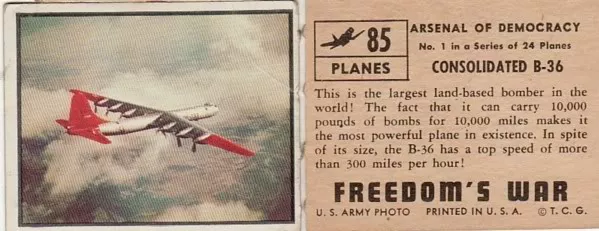 85
PLANES
ARSENAL OF DEMOCRACY
No. 1 in a Series of 24 Planes
CONSOLIDATED B-36
This is the largest land-based bomber in the
world! The fact that it can carry 10,000
pounds of bombs for 10,000 miles makes it
the most powerful plane in existence. In spite
of its size, the B-36 has a top speed of more
than 300 miles per hour!
FREEDOM'S WAR
U. S. ARMY PHOTO PRINTED IN U. S. A. © T. C. G.